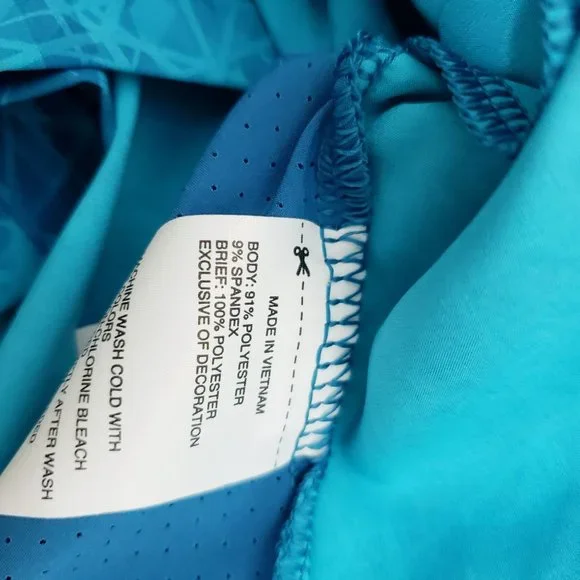 MADE IN VIETNAM
BODY: 91% POLYESTER
9% SPANDEX
BRIEF: 100% POLYESTER
EXCLUSIVE OF DECORATION
WASH COLD WITH
CHLORINE BLEACH
AFTER WASH